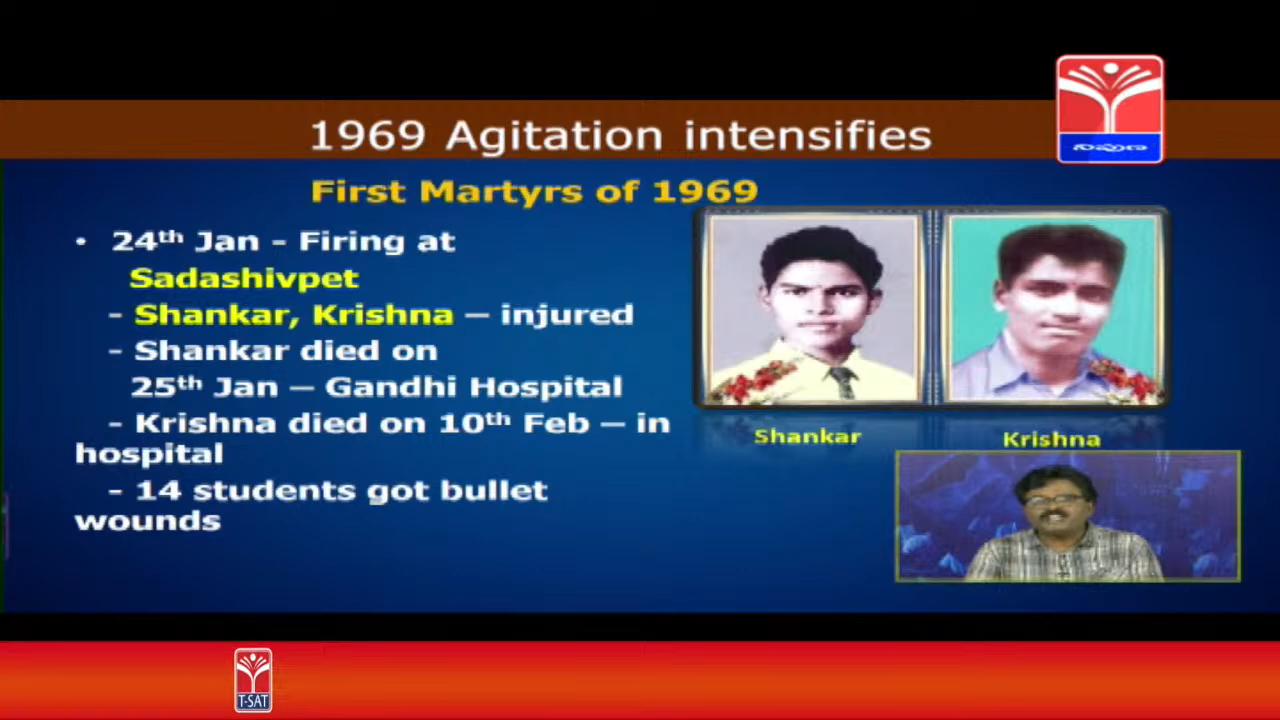 1969 Agitation intensifies
నిపుణ
First Martyrs of 1969
• 24th Jan - Firing at
Sadashivpet
- Shankar, Krishna – injured
- Shankar died on
25th Jan – Gandhi Hospital
- Krishna died on 10th Feb – in
hospital
- 14 students got bullet
wounds
Shankar
Krishna
T-SAT